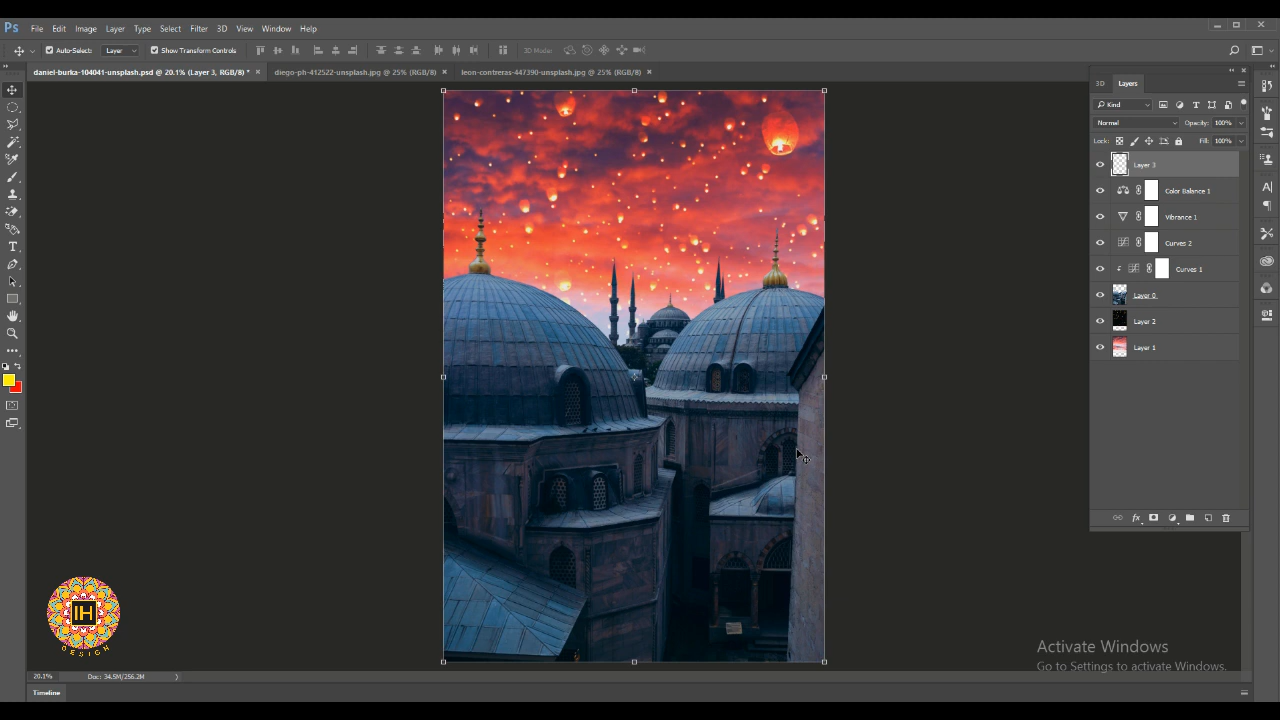 Ps File Edit Image Layer Type Select Filter 3D View Window Help
Auto-Select: Layer Show Transform Controls 3D Mode:
daniel-burka-104041-unsplash.psd @ 20.1% (Layer 3, RGB/8) * × diego-ph-412522-unsplash.jpg @ 25% (RGB/8) × leon-contreras-447390-unsplash.jpg @ 25% (RGB/8) ×
3D Layers
Kind
Normal Opacity: 100%
Lock: Fill: 100%
Layer 3
Color Balance 1
Vibrance 1
Curves 2
Curves 1
Layer 0
Layer 2
Layer 1
fx
IH
DESIGN
Activate Windows
Go to Settings to activate Windows.
20.1% Doc: 34.5M/256.2M
Timeline